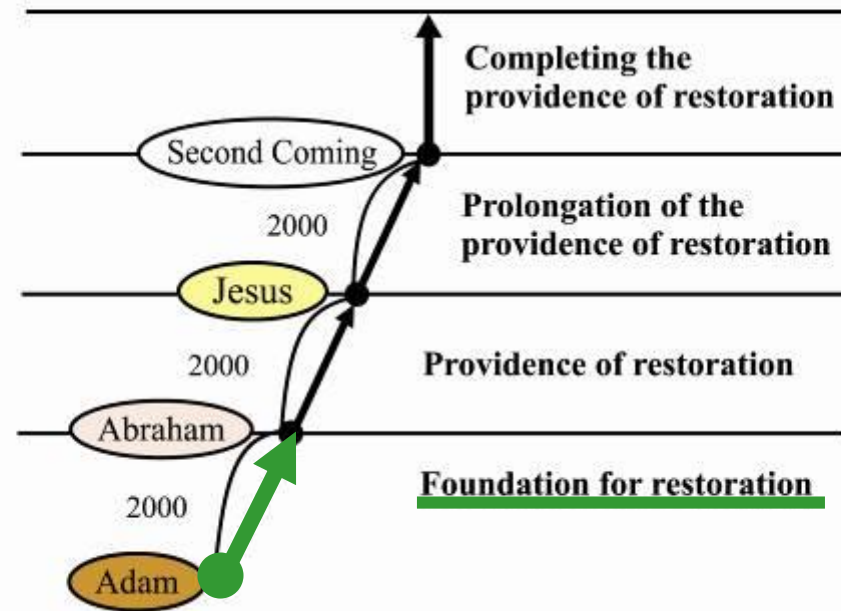 Completing the
providence of restoration
Second Coming
2000
Prolongation of the
providence of restoration
Jesus
2000
Providence of restoration
Abraham
Foundation for restoration
2000
Adam